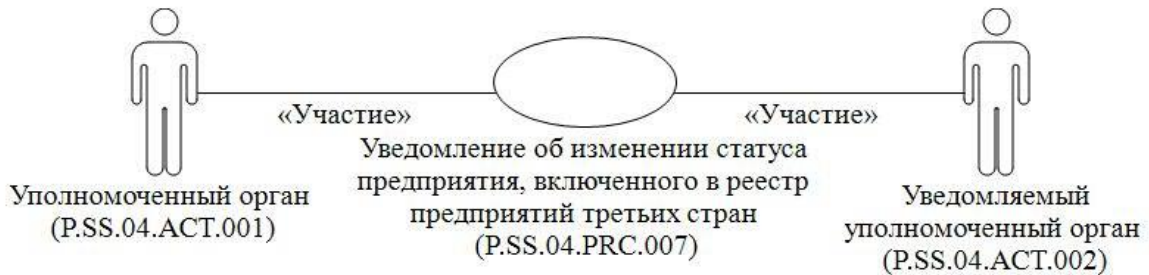 «Участие»
«Участие»
Уведомление об изменении статуса
предприятия, включенного в реестр
предприятий третьих стран
(P.SS.04.PRC.007)
Уполномоченный орган
(P.SS.04.ACT.001)
Уведомляемый
уполномоченный орган
(P.SS.04.ACT.002)